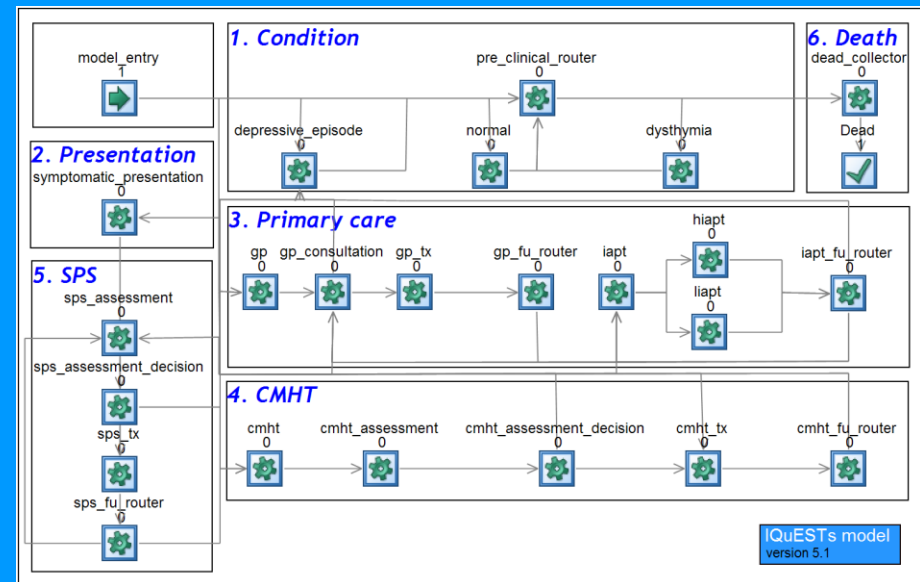 model_entry
1
1. Condition
pre_clinical_router
0
depressive_episode
0
normal
0
dysthymia
0
6. Death
dead_collector
0
Dead
1
2. Presentation
symptomatic_presentation
0
3. Primary care
gp
0
gp_consultation
0
gp_tx
0
gp_fu_router
0
iapt
0
hiapt
0
liapt
0
iapt_fu_router
0
5. SPS
sps_assessment
0
sps_assessment_decision
0
sps_tx
0
sps_fu_router
0
4. CMHT
cmht
0
cmht_assessment
0
cmht_assessment_decision
0
cmht_tx
0
cmht_fu_router
0
IQuESTs model
version 5.1